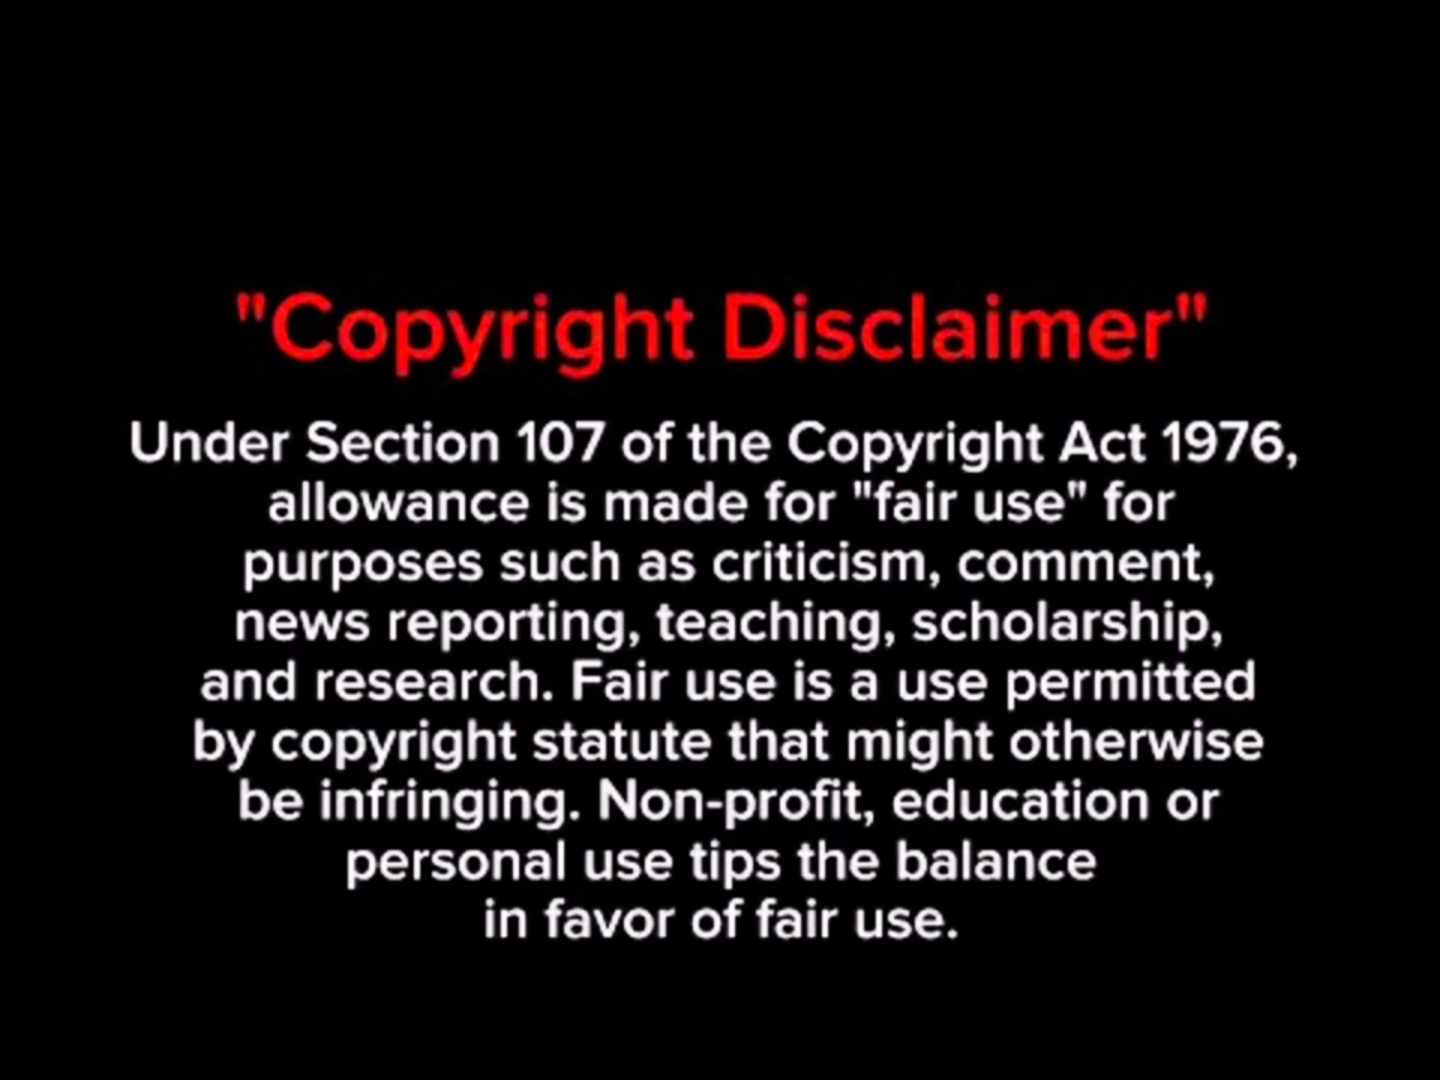 "Copyright Disclaimer"
Under Section 107 of the Copyright Act 1976,
allowance is made for "fair use" for
purposes such as criticism, comment,
news reporting, teaching, scholarship,
and research. Fair use is a use permitted
by copyright statute that might otherwise
be infringing. Non-profit, education or
personal use tips the balance
in favor of fair use.